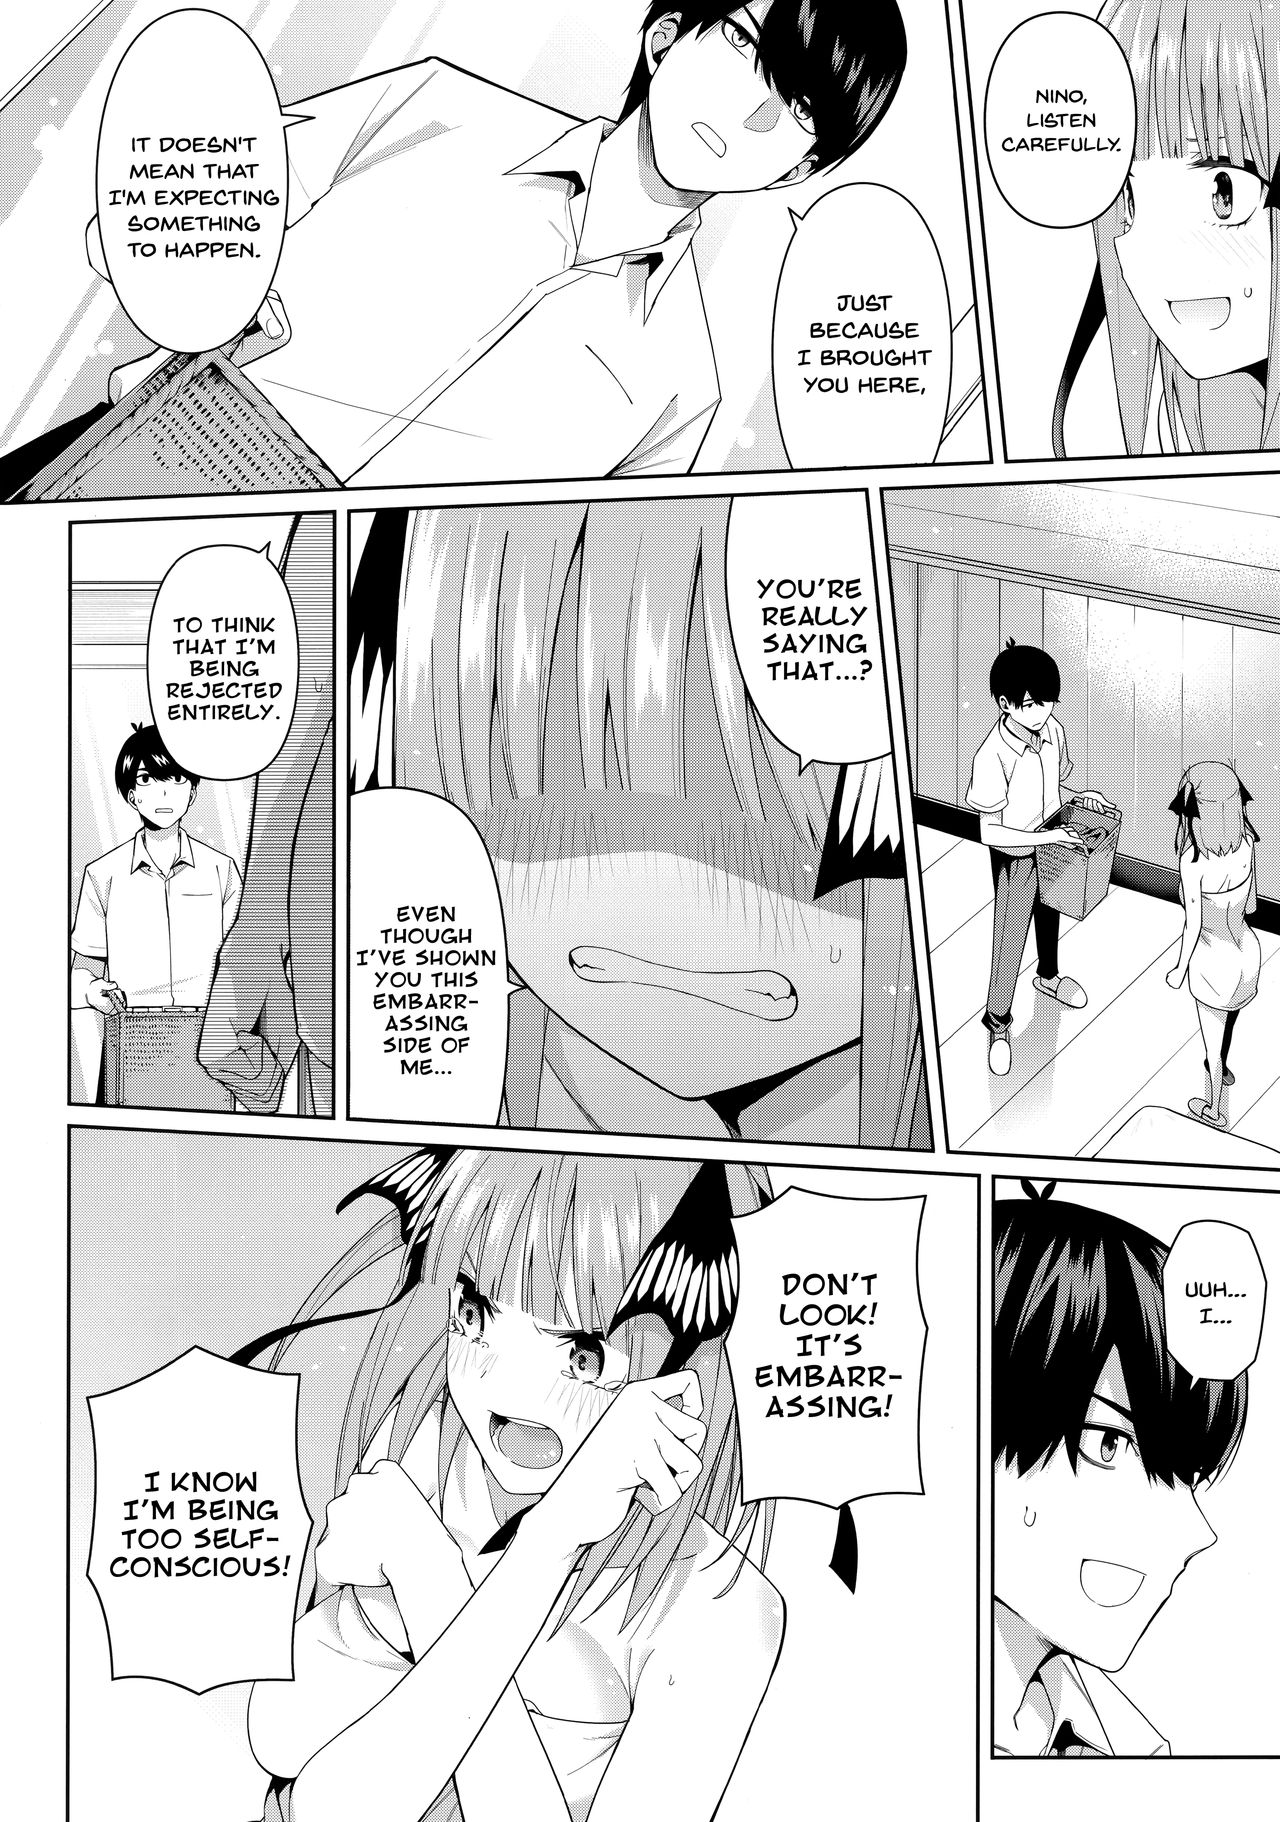 NINO,
LISTEN
CAREFULLY.
JUST
BECAUSE
I BROUGHT
YOU HERE,
IT DOESN'T
MEAN THAT
I'M EXPECTING
SOMETHING
TO HAPPEN.
YOU'RE
REALLY
SAYING
THAT...?
EVEN
THOUGH
I'VE SHOWN
YOU THIS
EMBARR-
ASSING
SIDE OF
ME...
TO THINK
THAT I'M
BEING
REJECTED
ENTIRELY.
UUH...
I...
DON'T
LOOK!
IT'S
EMBARR-
ASSING!
I KNOW
I'M BEING
TOO SELF-
CONSCIOUS!